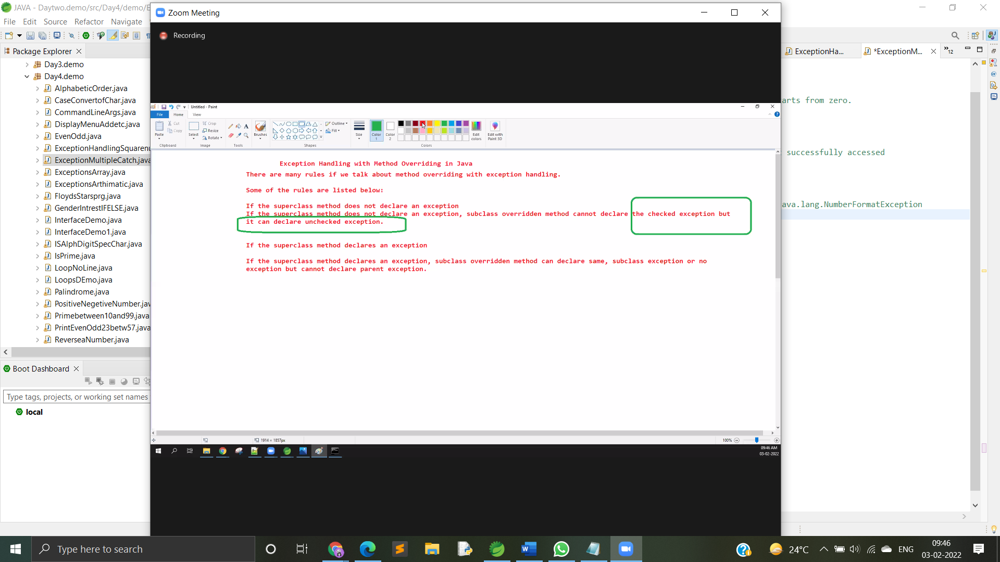 JAVA - Daytwo.demo/src/Day4/demo/E
File Edit Source Refactor Navigate
Package Explorer
Day3.demo
Day4.demo
AlphabeticOrder.java
CaseConvertofChar.java
CommandLineArgs.java
DisplayMenuAddetc.java
EvenOdd.java
ExceptionHandlingSquarenu
ExceptionMultipleCatch.java
ExceptionsArray.java
ExceptionsArthimatic.java
FloydsStarsprg.java
GenderIntrestIFELSE.java
InterfaceDemo.java
InterfaceDemo1.java
ISAlphDigitSpecChar.java
IsPrime.java
LoopNoLine.java
LoopsDEmo.java
Palindrome.java
PositiveNegetiveNumber.jav
Primebetween10and99.java
PrintEvenOdd23betw57.java
ReverseaNumber.java
Boot Dashboard
Type tags, projects, or working set names
local
Zoom Meeting
Recording
Untitled - Paint
File Home View
Paste Cut Copy Clipboard
Select Crop Resize Rotate Image
Tools
Brushes
Outline Fill Shapes
Size
Color 1 Color 2 Colors
Edit colors
Edit with Paint 3D
Exception Handling with Method Overriding in Java
There are many rules if we talk about method overriding with exception handling.
Some of the rules are listed below:
If the superclass method does not declare an exception
If the superclass method does not declare an exception, subclass overridden method cannot declare the checked exception but
it can declare unchecked exception.
If the superclass method declares an exception
If the superclass method declares an exception, subclass overridden method can declare same, subclass exception or no
exception but cannot declare parent exception.
1914 × 1857px
100%
09:46 AM
03-02-2022
ExceptionHa...
*ExceptionM...
12
arts from zero.
successfully accessed
ava.lang.NumberFormatException
Type here to search
24°C
ENG
09:46
03-02-2022